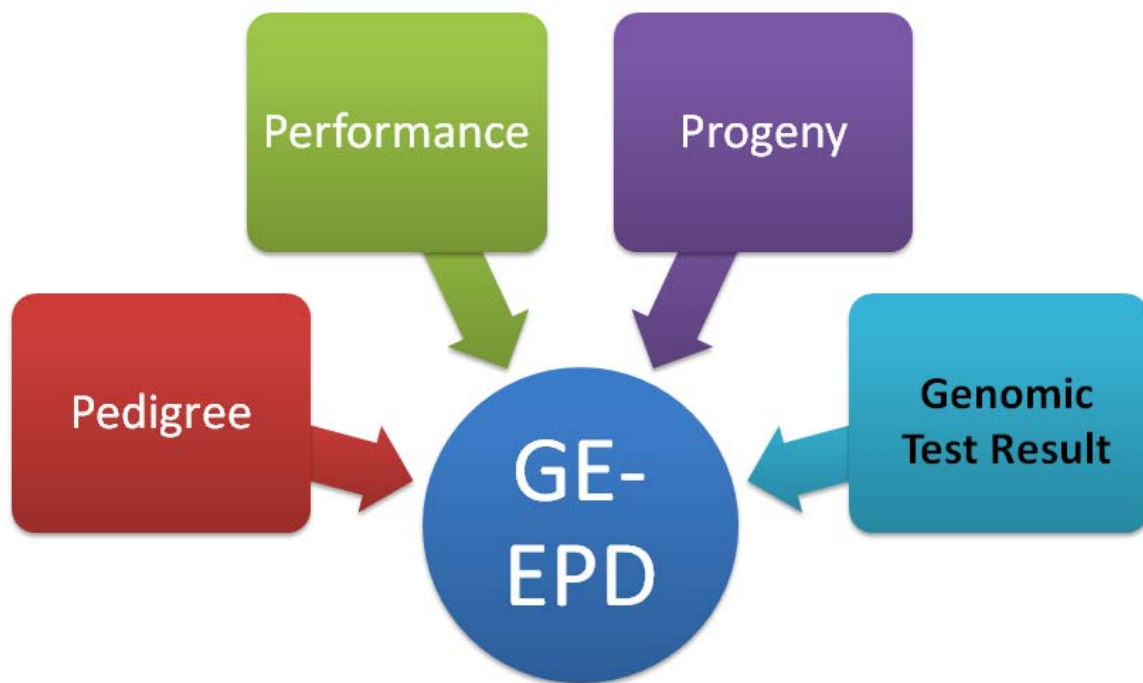 Performance
Progeny
Pedigree
Genomic
Test Result
GE-
EPD